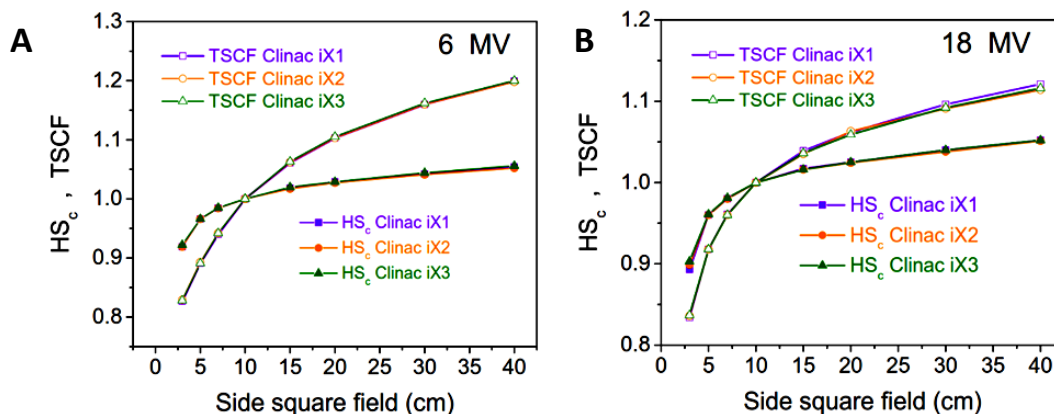 A
6 MV
TSCF Clinac iX1
TSCF Clinac iX2
TSCF Clinac iX3
HSc Clinac iX1
HSc Clinac iX2
HSc Clinac iX3
HSc , TSCF
1.3
1.2
1.1
1.0
0.9
0.8
0 5 10 15 20 25 30 35 40
Side square field (cm)
B
18 MV
TSCF Clinac iX1
TSCF Clinac iX2
TSCF Clinac iX3
HSc Clinac iX1
HSc Clinac iX2
HSc Clinac iX3
HSc , TSCF
1.2
1.1
1.0
0.9
0.8
0 5 10 15 20 25 30 35 40
Side square field (cm)